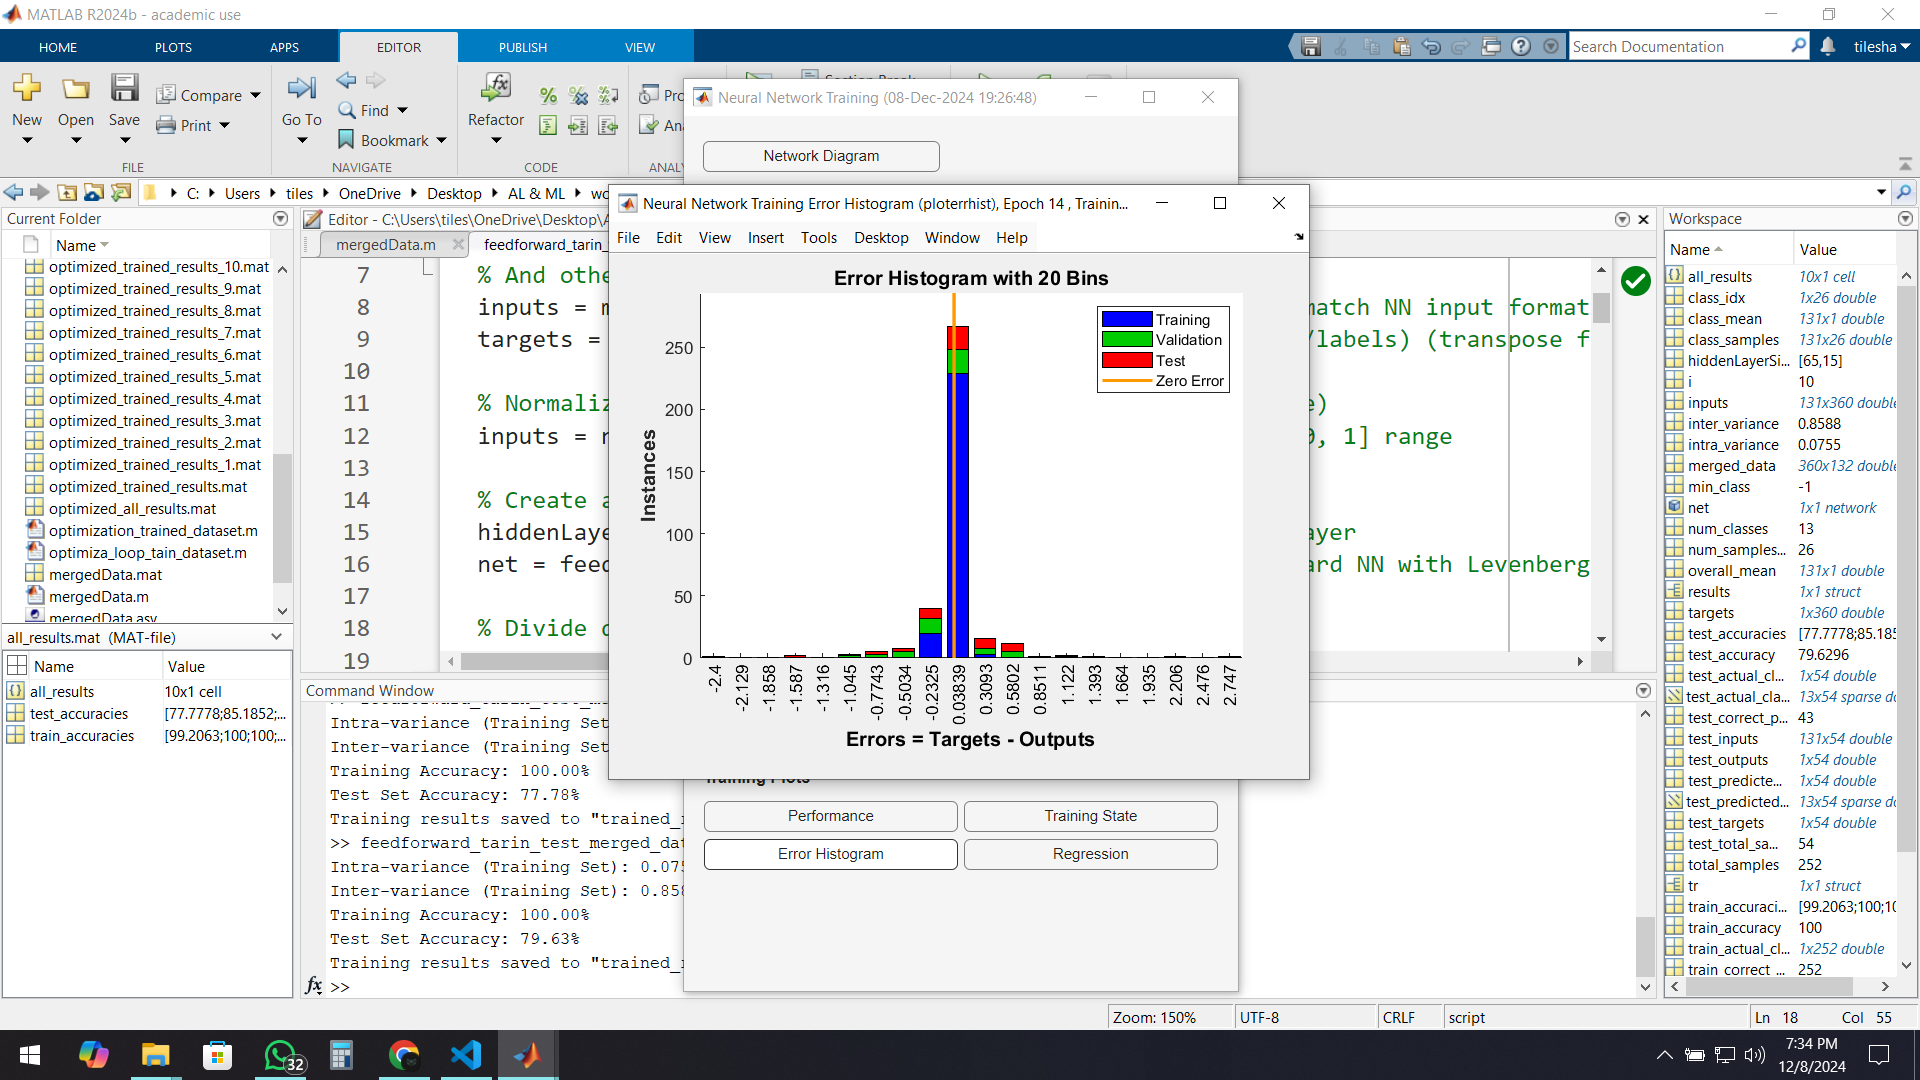 MATLAB R2024b - academic use
HOME PLOTS APPS EDITOR PUBLISH VIEW
Search Documentation
tilesha
New Open Save
Compare
Print
FILE
Go To
Find
Bookmark
NAVIGATE
Refactor
CODE
C: Users tiles OneDrive Desktop AL & ML
Current Folder
Name
optimized_trained_results_10.mat
optimized_trained_results_9.mat
optimized_trained_results_8.mat
optimized_trained_results_7.mat
optimized_trained_results_6.mat
optimized_trained_results_5.mat
optimized_trained_results_4.mat
optimized_trained_results_3.mat
optimized_trained_results_2.mat
optimized_trained_results_1.mat
optimized_trained_results.mat
optimized_all_results.mat
optimization_trained_dataset.m
optimiza_loop_tain_dataset.m
mergedData.mat
mergedData.m
mergedData.asv
all_results.mat (MAT-file)
Name Value
all_results 10x1 cell
test_accuracies [77.7778;85.1852;...
train_accuracies [99.2063;100;100;...
Editor - C:\Users\tiles\OneDrive\Desktop\A
mergedData.m feedforward_tarin_
7 % And othe
8 inputs = m match NN input format
9 targets = /labels) (transpose f
10
11 % Normaliz e)
12 inputs = n 0, 1] range
13
14 % Create a
15 hiddenLaye ayer
16 net = feed ard NN with Levenberg
17
18 % Divide d
19
Command Window
Intra-variance (Training Set
Inter-variance (Training Set
Training Accuracy: 100.00%
Test Set Accuracy: 77.78%
Training results saved to "trained_
>> feedforward_tarin_test_merged_dat
Intra-variance (Training Set): 0.075
Inter-variance (Training Set): 0.858
Training Accuracy: 100.00%
Test Set Accuracy: 79.63%
Training results saved to "trained_
fx >>
Neural Network Training (08-Dec-2024 19:26:48)
Network Diagram
Neural Network Training Error Histogram (ploterrhist), Epoch 14 , Trainin...
File Edit View Insert Tools Desktop Window Help
Error Histogram with 20 Bins
Instances
250
200
150
100
50
0
Training
Validation
Test
Zero Error
-2.4 -2.129 -1.858 -1.587 -1.316 -1.045 -0.7743 -0.5034 -0.2325 0.03839 0.3093 0.5802 0.8511 1.122 1.393 1.664 1.935 2.206 2.476 2.747
Errors = Targets - Outputs
Training Plots
Performance Training State
Error Histogram Regression
Workspace
Name Value
all_results 10x1 cell
class_idx 1x26 double
class_mean 131x1 double
class_samples 131x26 double
hiddenLayerSi... [65,15]
i 10
inputs 131x360 double
inter_variance 0.8588
intra_variance 0.0755
merged_data 360x132 double
min_class -1
net 1x1 network
num_classes 13
num_samples... 26
overall_mean 131x1 double
results 1x1 struct
targets 1x360 double
test_accuracies [77.7778;85.185
test_accuracy 79.6296
test_actual_cl... 1x54 double
test_actual_cla... 13x54 sparse do
test_correct_p... 43
test_inputs 131x54 double
test_outputs 1x54 double
test_predicte... 1x54 double
test_predicted... 13x54 sparse do
test_targets 1x54 double
test_total_sa... 54
total_samples 252
tr 1x1 struct
train_accuraci... [99.2063;100;10
train_accuracy 100
train_actual_cl... 1x252 double
train_correct_... 252
Zoom: 150% UTF-8 CRLF script Ln 18 Col 55
32
7:34 PM
12/8/2024